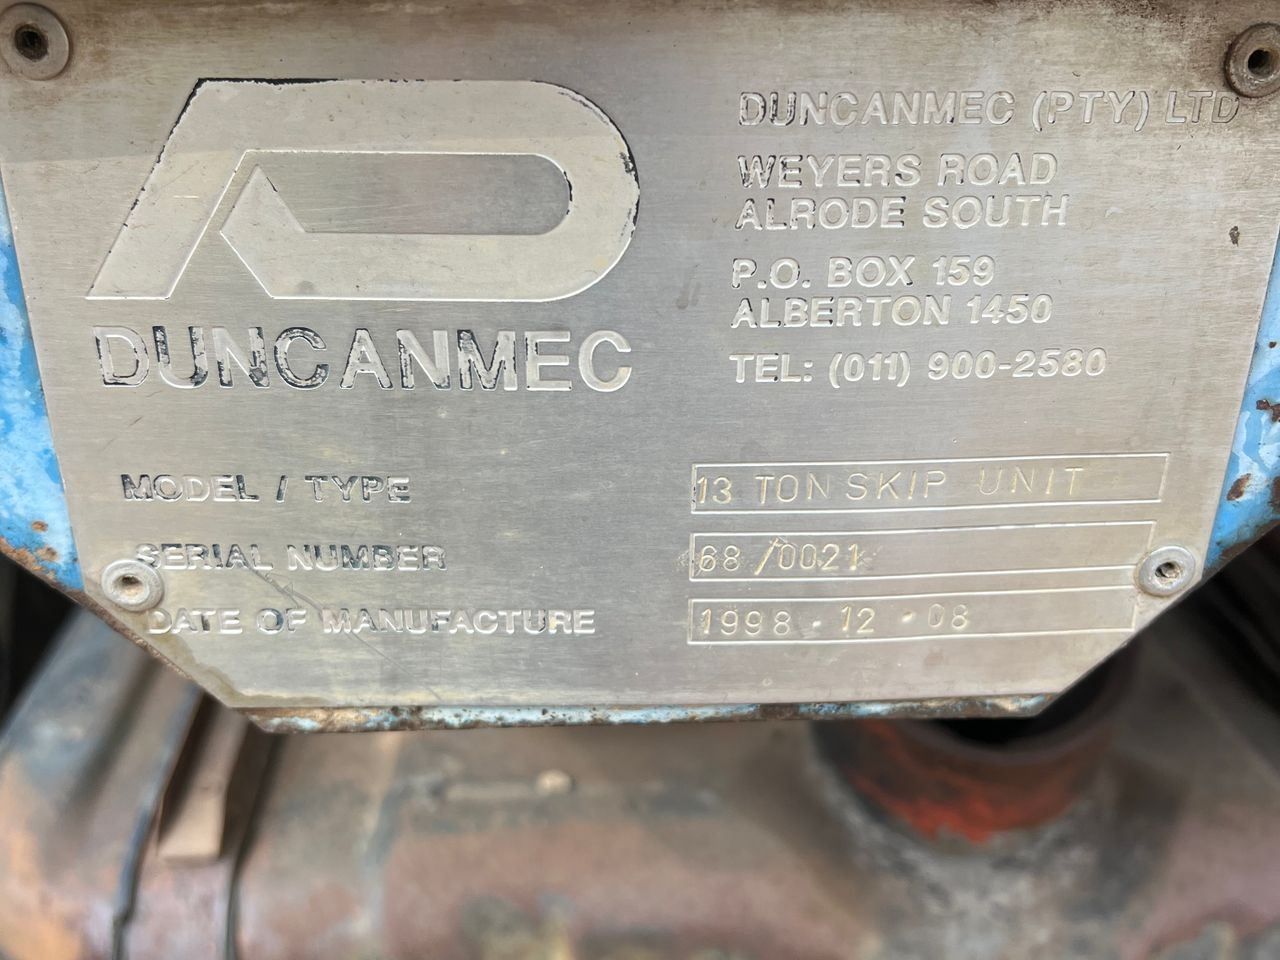 DUNCANMEC
DUNCANMEC (PTY) LTD
WEYERS ROAD
ALRODE SOUTH
P.O. BOX 159
ALBERTON 1450
TEL: (011) 900-2580
MODEL / TYPE 13 TON SKIP UNIT
SERIAL NUMBER 68/0021
DATE OF MANUFACTURE 1998-12-08